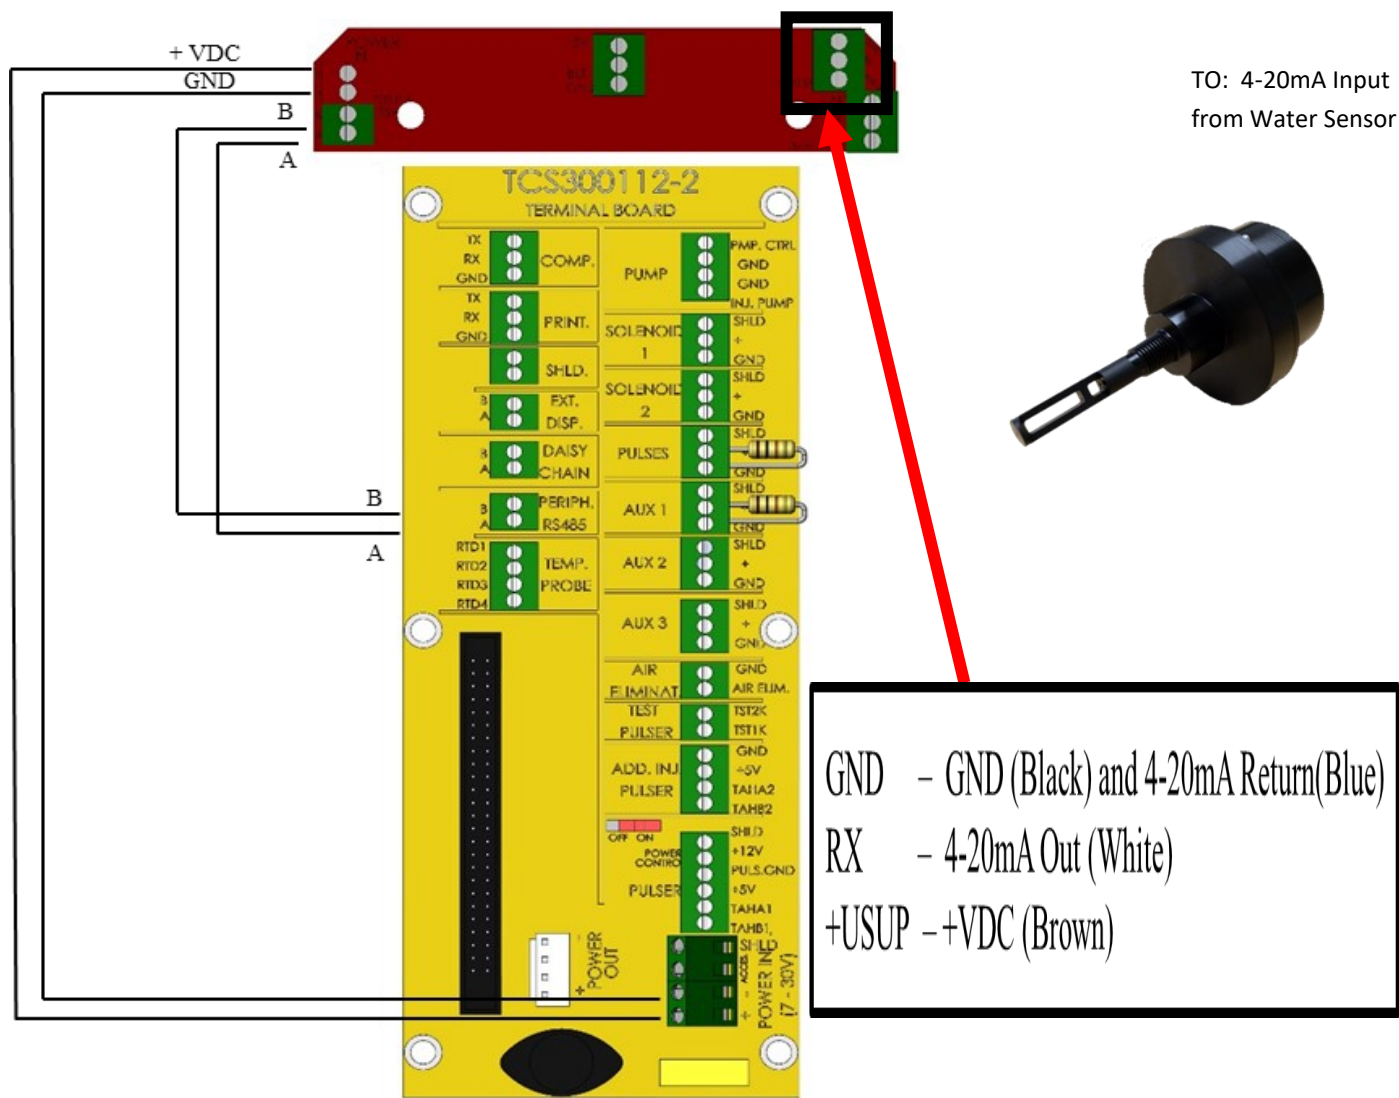 + VDC
GND
B
A
TO: 4-20mA Input
from Water Sensor
TCS300112-2
TERMINAL BOARD
TX
RX
GND
COMP.
TX
RX
GND
PRINT.
SHLD.
B
A
EXT.
DISP.
B
A
DAISY
CHAIN
B
A
PERIPH.
RS485
B
A
RTD1
RTD2
RTD3
RTD4
TEMP.
PROBE
PUMP
PMP. CTRL
GND
GND
INJ. PUMP
SOLENOID
1
SHLD
+
GND
SOLENOID
2
SHLD
+
GND
PULSES
SHLD
GND
AUX 1
SHLD
GND
AUX 2
SHLD
+
GND
AUX 3
SHLD
+
GND
AIR
ELIMINAT.
GND
AIR ELIM.
TEST
PULSER
TST2K
TST1K
ADD. INJ.
PULSER
GND
+5V
TAHA2
TAHB2
OFF ON
POWER
CONTROL
PULSER
SHLD
+12V
PULS.GND
+5V
TAHA1
TAHB1
SHLD
ACCES.
-
+
POWER IN
(7 - 30V)
-
+
POWER
OUT
GND – GND (Black) and 4-20mA Return(Blue)
RX – 4-20mA Out (White)
+USUP – +VDC (Brown)